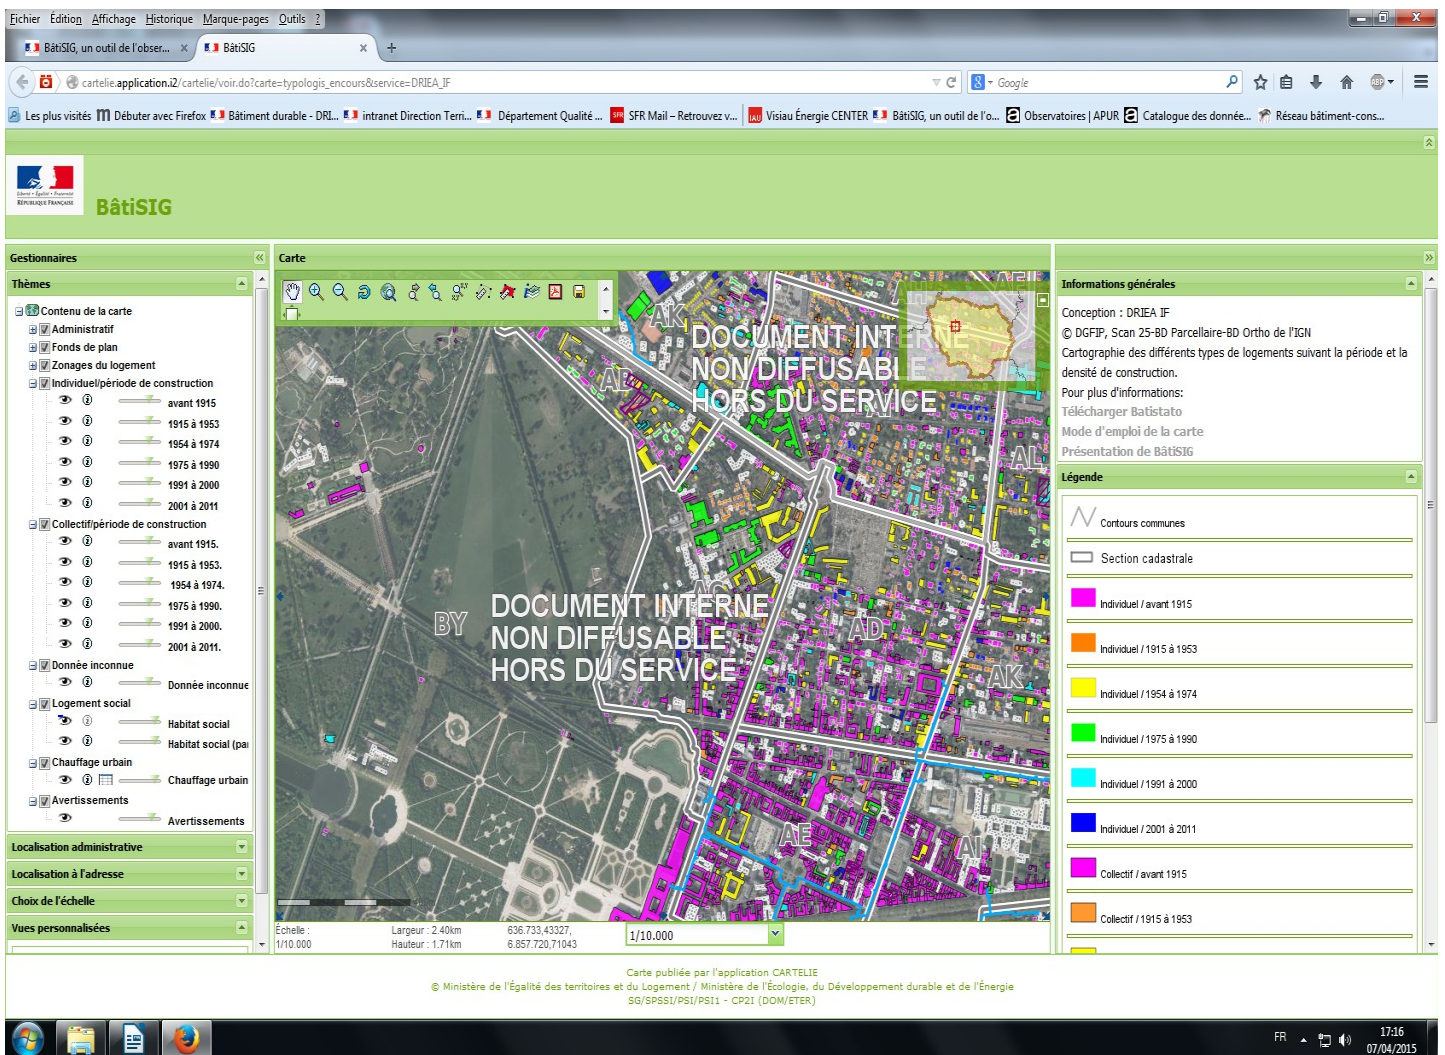 Fichier Édition Affichage Historique Marque-pages Outils ?
BâtiSIG, un outil de l'obser... BâtiSIG
cartelie.application.i2/cartelie/voir.do?carte=typologis_encours&service=DRIEA_IF Google
Les plus visités Débuter avec Firefox Bâtiment durable - DRI... intranet Direction Terri... Département Qualité ... SFR Mail – Retrouvez v... Visiau Énergie CENTER BâtiSIG, un outil de l'o... Observatoires | APUR Catalogue des donnée... Réseau bâtiment-cons...
Liberté • Égalité • Fraternité
RÉPUBLIQUE FRANÇAISE
BâtiSIG
Gestionnaires
Thèmes
Contenu de la carte
Administratif
Fonds de plan
Zonages du logement
Individuel/période de construction
avant 1915
1915 à 1953
1954 à 1974
1975 à 1990
1991 à 2000
2001 à 2011
Collectif/période de construction
avant 1915.
1915 à 1953.
1954 à 1974.
1975 à 1990.
1991 à 2000.
2001 à 2011.
Donnée inconnue
Donnée inconnue
Logement social
Habitat social
Habitat social (pa
Chauffage urbain
Chauffage urbain
Avertissements
Avertissements
Localisation administrative
Localisation à l'adresse
Choix de l'échelle
Vues personnalisées
Carte
AK
AP
AL
DOCUMENT INTERNE
NON DIFFUSABLE
HORS DU SERVICE
BY
DOCUMENT INTERNE
NON DIFFUSABLE
HORS DU SERVICE
AD
AK
AE
Échelle :
1/10.000
Largeur : 2.40km
Hauteur : 1.71km
636.733,43327,
6.857.720,71043
1/10.000
Informations générales
Conception : DRIEA IF
© DGFIP, Scan 25-BD Parcellaire-BD Ortho de l'IGN
Cartographie des différents types de logements suivant la période et la
densité de construction.
Pour plus d'informations:
Télécharger Batistato
Mode d'emploi de la carte
Présentation de BâtiSIG
Légende
Contours communes
Section cadastrale
Individuel / avant 1915
Individuel / 1915 à 1953
Individuel / 1954 à 1974
Individuel / 1975 à 1990
Individuel / 1991 à 2000
Individuel / 2001 à 2011
Collectif / avant 1915
Collectif / 1915 à 1953
Carte publiée par l'application CARTELIE
© Ministère de l'Égalité des territoires et du Logement / Ministère de l'Écologie, du Développement durable et de l'Énergie
SG/SPSSI/PSI/PSI1 - CP2I (DOM/ETER)
FR
17:16
07/04/2015